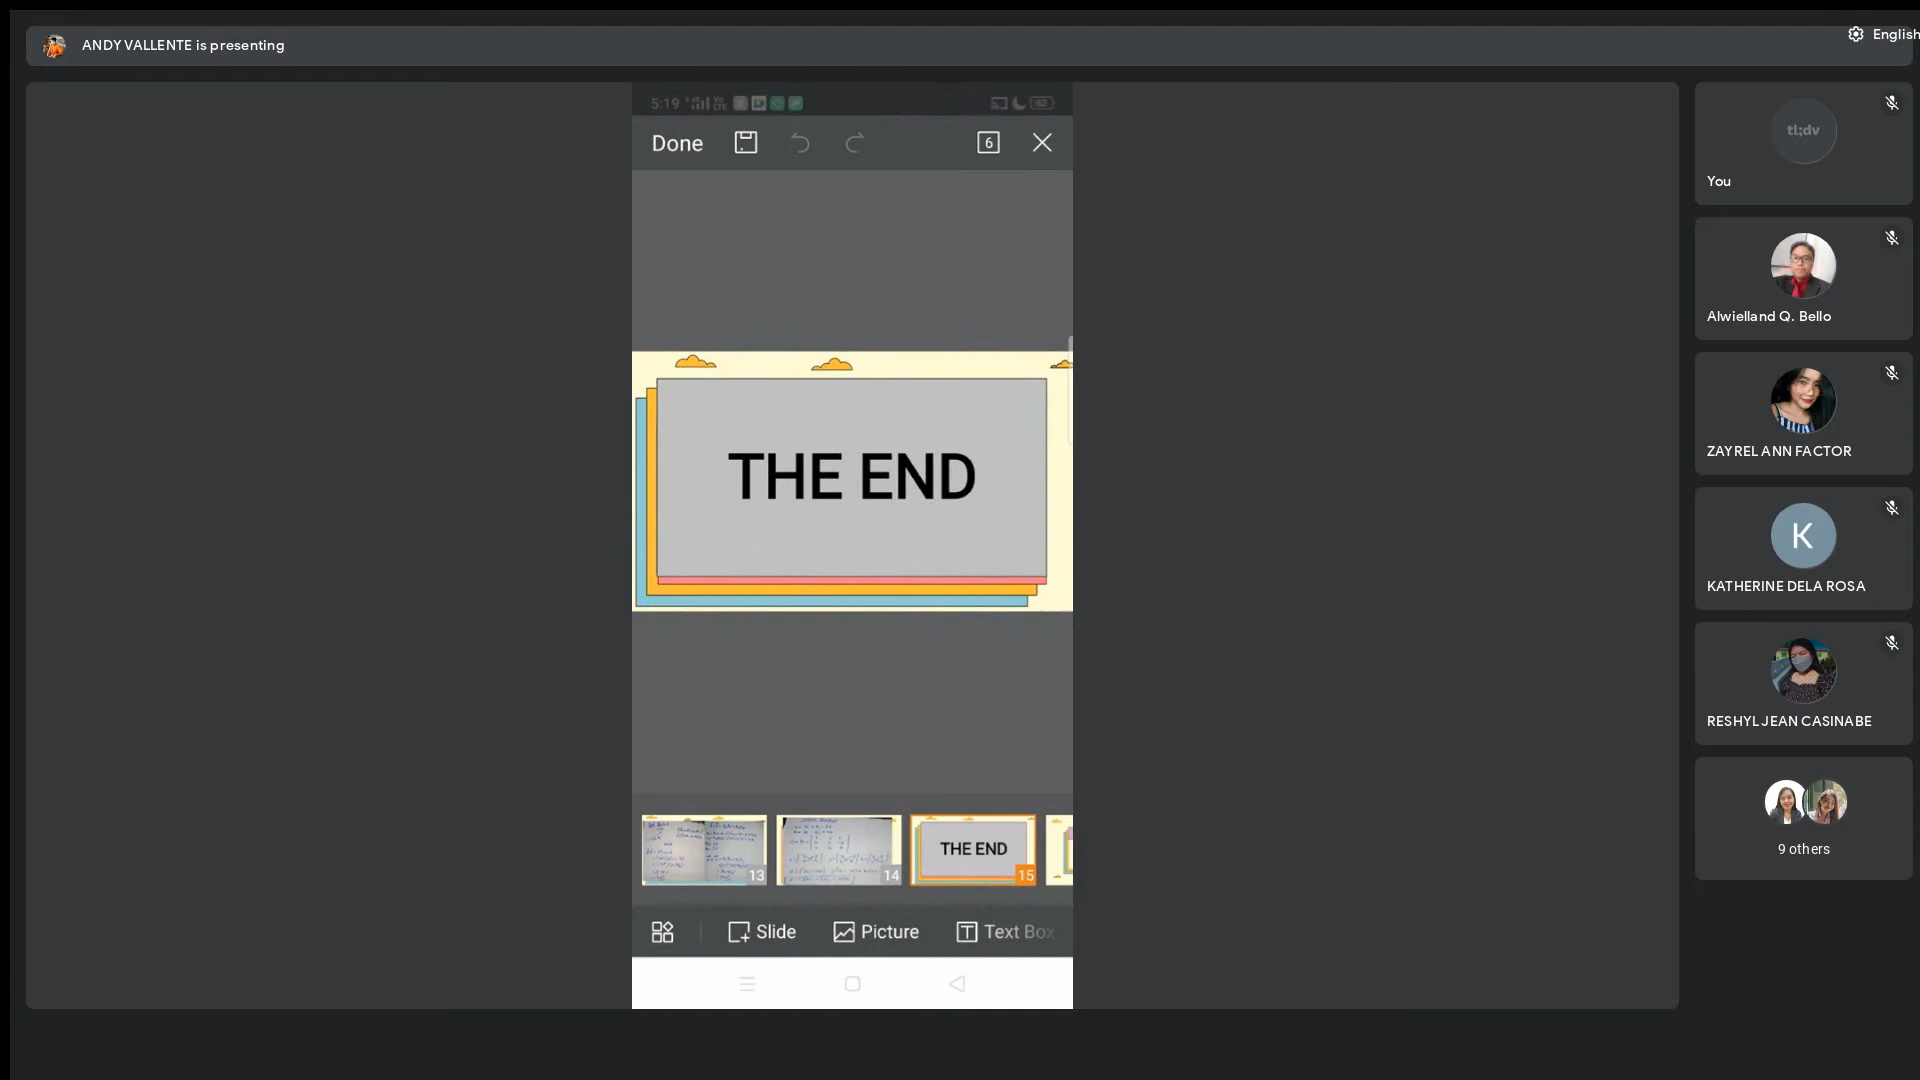 ANDY VALLENTE is presenting
English
5:19
Done
6
THE END
13
14
THE END
15
Slide
Picture
Text Box
tl;dv
You
Alwielland Q. Bello
ZAYREL ANN FACTOR
K
KATHERINE DELA ROSA
RESHYL JEAN CASINABE
9 others